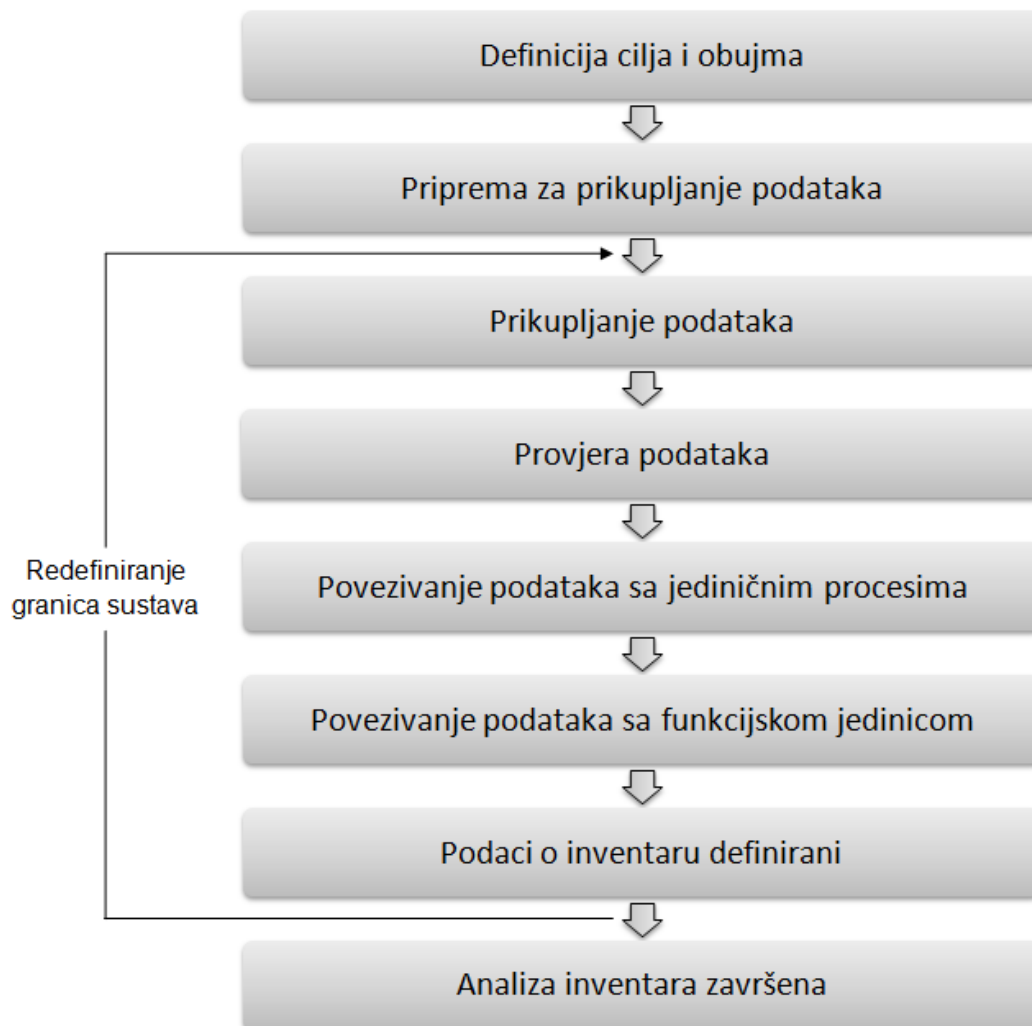 Definicija cilja i obujma
Priprema za prikupljanje podataka
Prikupljanje podataka
Provjera podataka
Redefiniranje
granica sustava
Povezivanje podataka sa jediničnim procesima
Povezivanje podataka sa funkcijskom jedinicom
Podaci o inventaru definirani
Analiza inventara završena